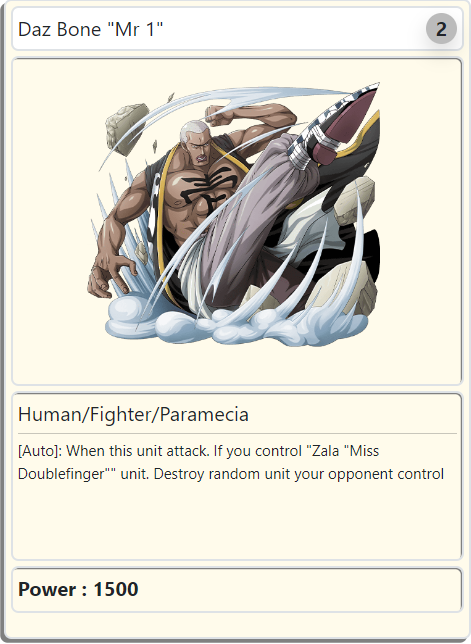 Daz Bone "Mr 1"
2
Human/Fighter/Paramecia
[Auto]: When this unit attack. If you control "Zala "Miss
Doublefinger"" unit. Destroy random unit your opponent control
Power : 1500